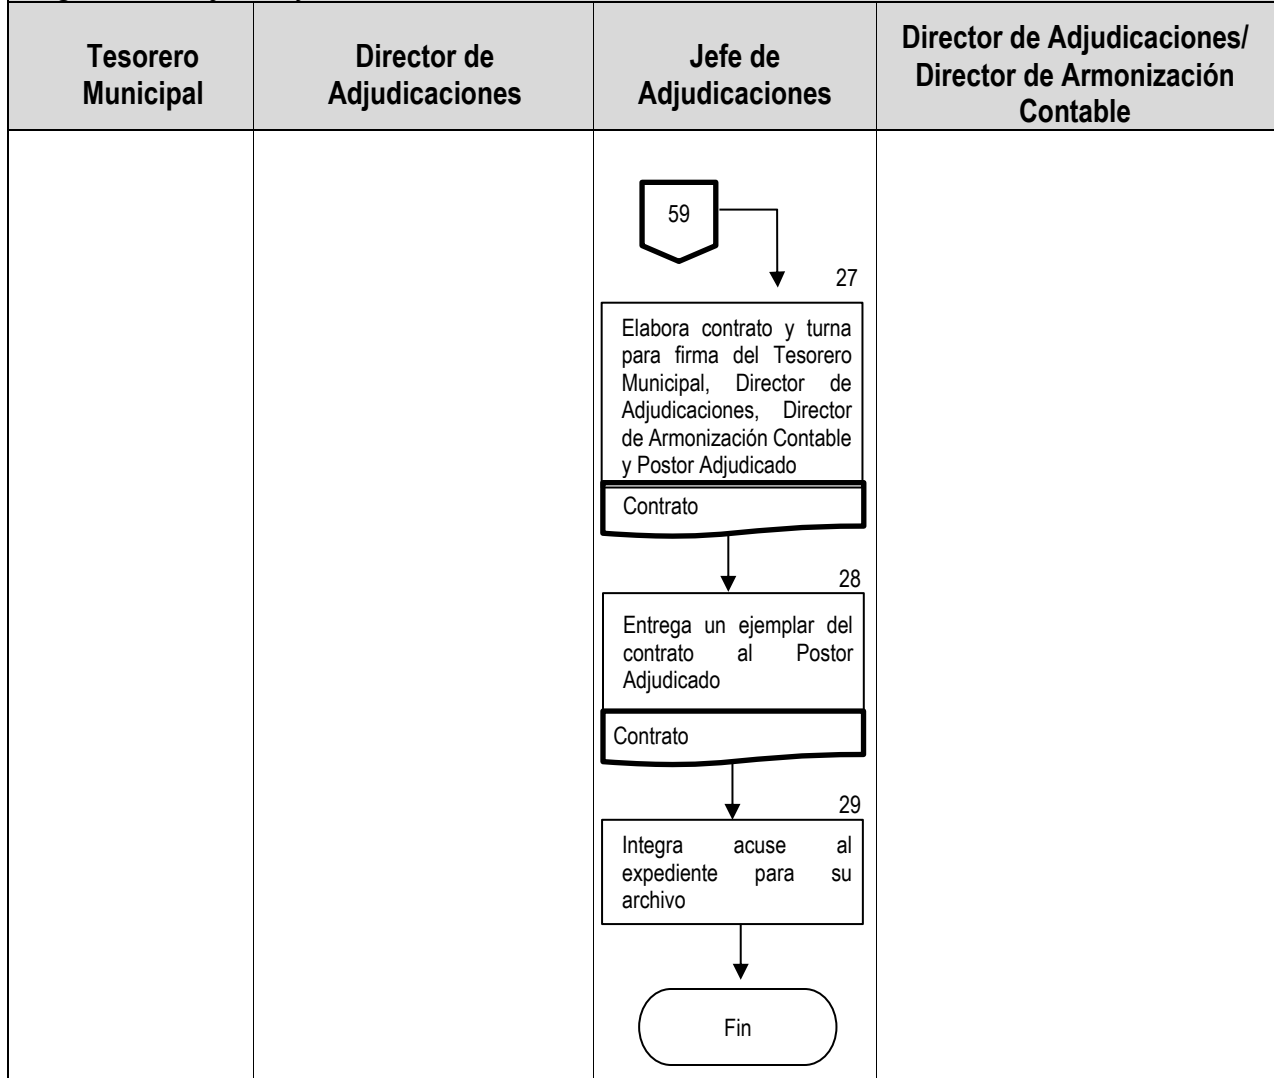 Tesorero
Municipal
Director de
Adjudicaciones
Jefe de
Adjudicaciones
Director de Adjudicaciones/
Director de Armonización
Contable
59
27
Elabora contrato y turna
para firma del Tesorero
Municipal, Director de
Adjudicaciones, Director
de Armonización Contable
y Postor Adjudicado
Contrato
28
Entrega un ejemplar del
contrato al Postor
Adjudicado
Contrato
29
Integra acuse al
expediente para su
archivo
Fin